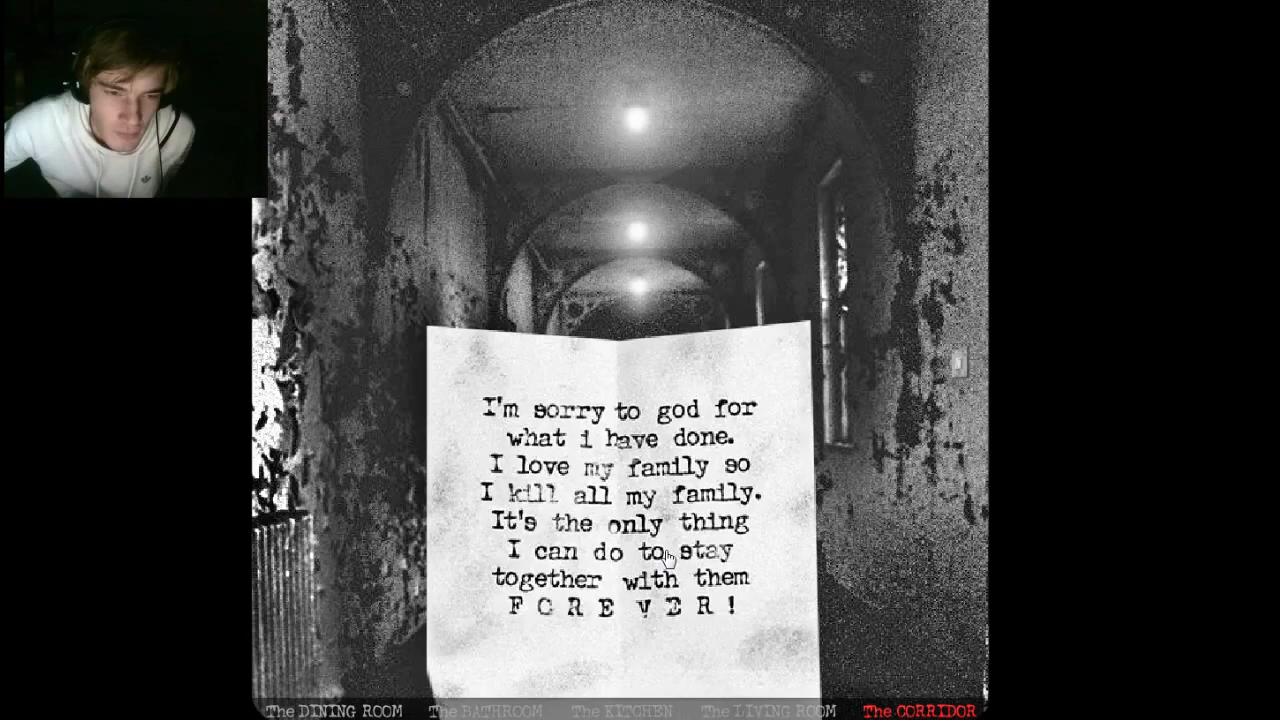 I'm sorry to god for
what i have done.
I love my family so
I kill all my family.
It's the only thing
I can do to stay
together with them
F O R E V E R !
The DINING ROOM The BATHROOM The KITCHEN The LIVING ROOM The CORRIDOR